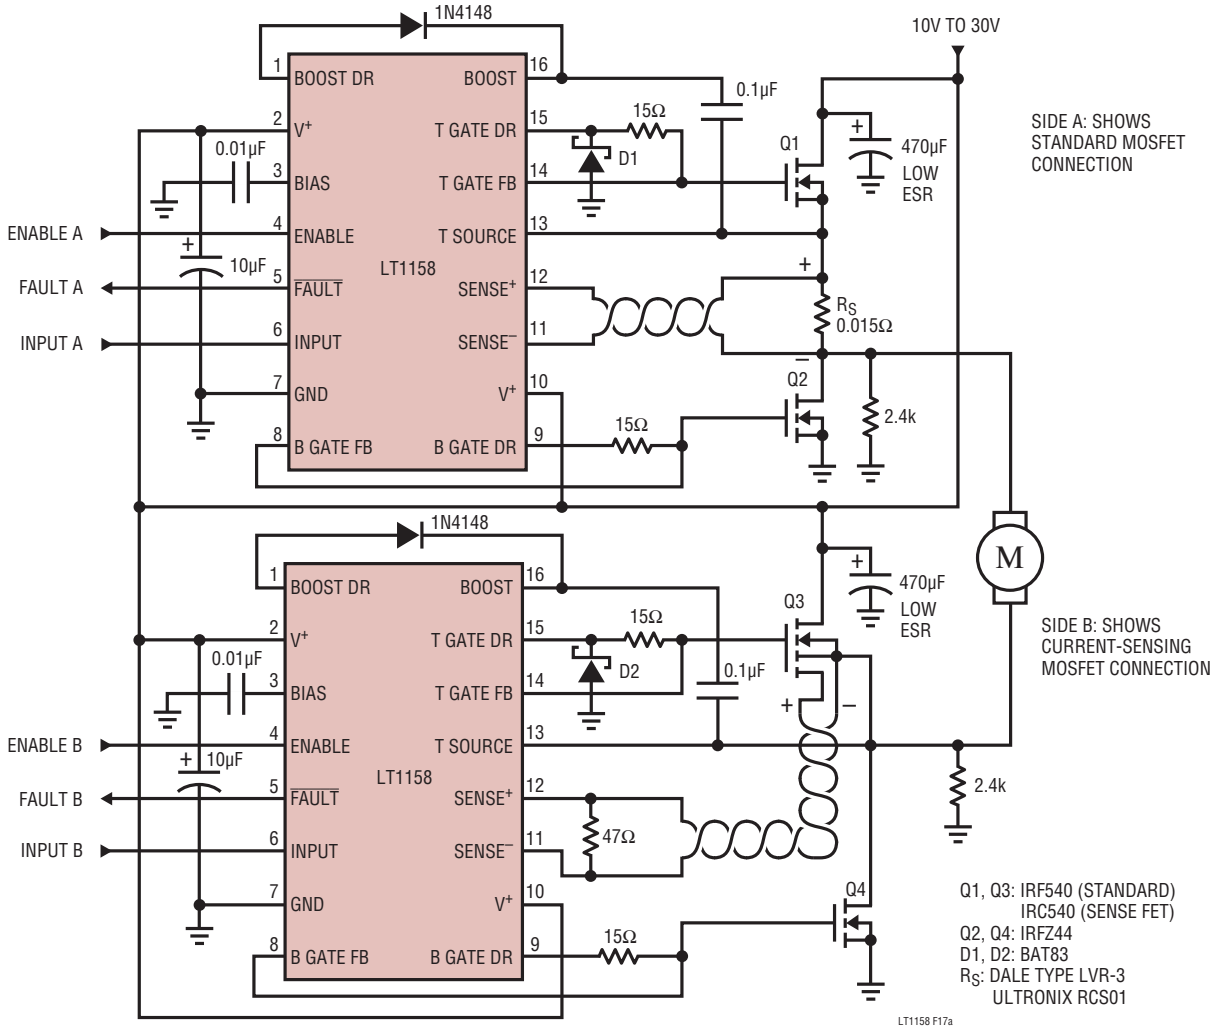 1N4148
10V TO 30V
1
BOOST DR
BOOST
16
0.1µF
2
V+
T GATE DR
15
15Ω
D1
Q1
+
470µF
LOW
ESR
SIDE A: SHOWS
STANDARD MOSFET
CONNECTION
0.01µF
3
BIAS
T GATE FB
14
ENABLE A
4
ENABLE
T SOURCE
13
+
10µF
LT1158
FAULT A
5
FAULT
SENSE+
12
+
RS
0.015Ω
INPUT A
6
INPUT
SENSE–
11
–
7
GND
V+
10
Q2
2.4k
8
B GATE FB
B GATE DR
9
15Ω
1N4148
M
1
BOOST DR
BOOST
16
+
470µF
LOW
ESR
2
V+
T GATE DR
15
15Ω
D2
Q3
0.1µF
SIDE B: SHOWS
CURRENT-SENSING
MOSFET CONNECTION
0.01µF
3
BIAS
T GATE FB
14
+
–
ENABLE B
4
ENABLE
T SOURCE
13
+
10µF
LT1158
FAULT B
5
FAULT
SENSE+
12
47Ω
2.4k
INPUT B
6
INPUT
SENSE–
11
7
GND
V+
10
Q4
8
B GATE FB
B GATE DR
9
15Ω
Q1, Q3: IRF540 (STANDARD)
IRC540 (SENSE FET)
Q2, Q4: IRFZ44
D1, D2: BAT83
RS: DALE TYPE LVR-3
ULTRONIX RCS01
LT1158 F17a